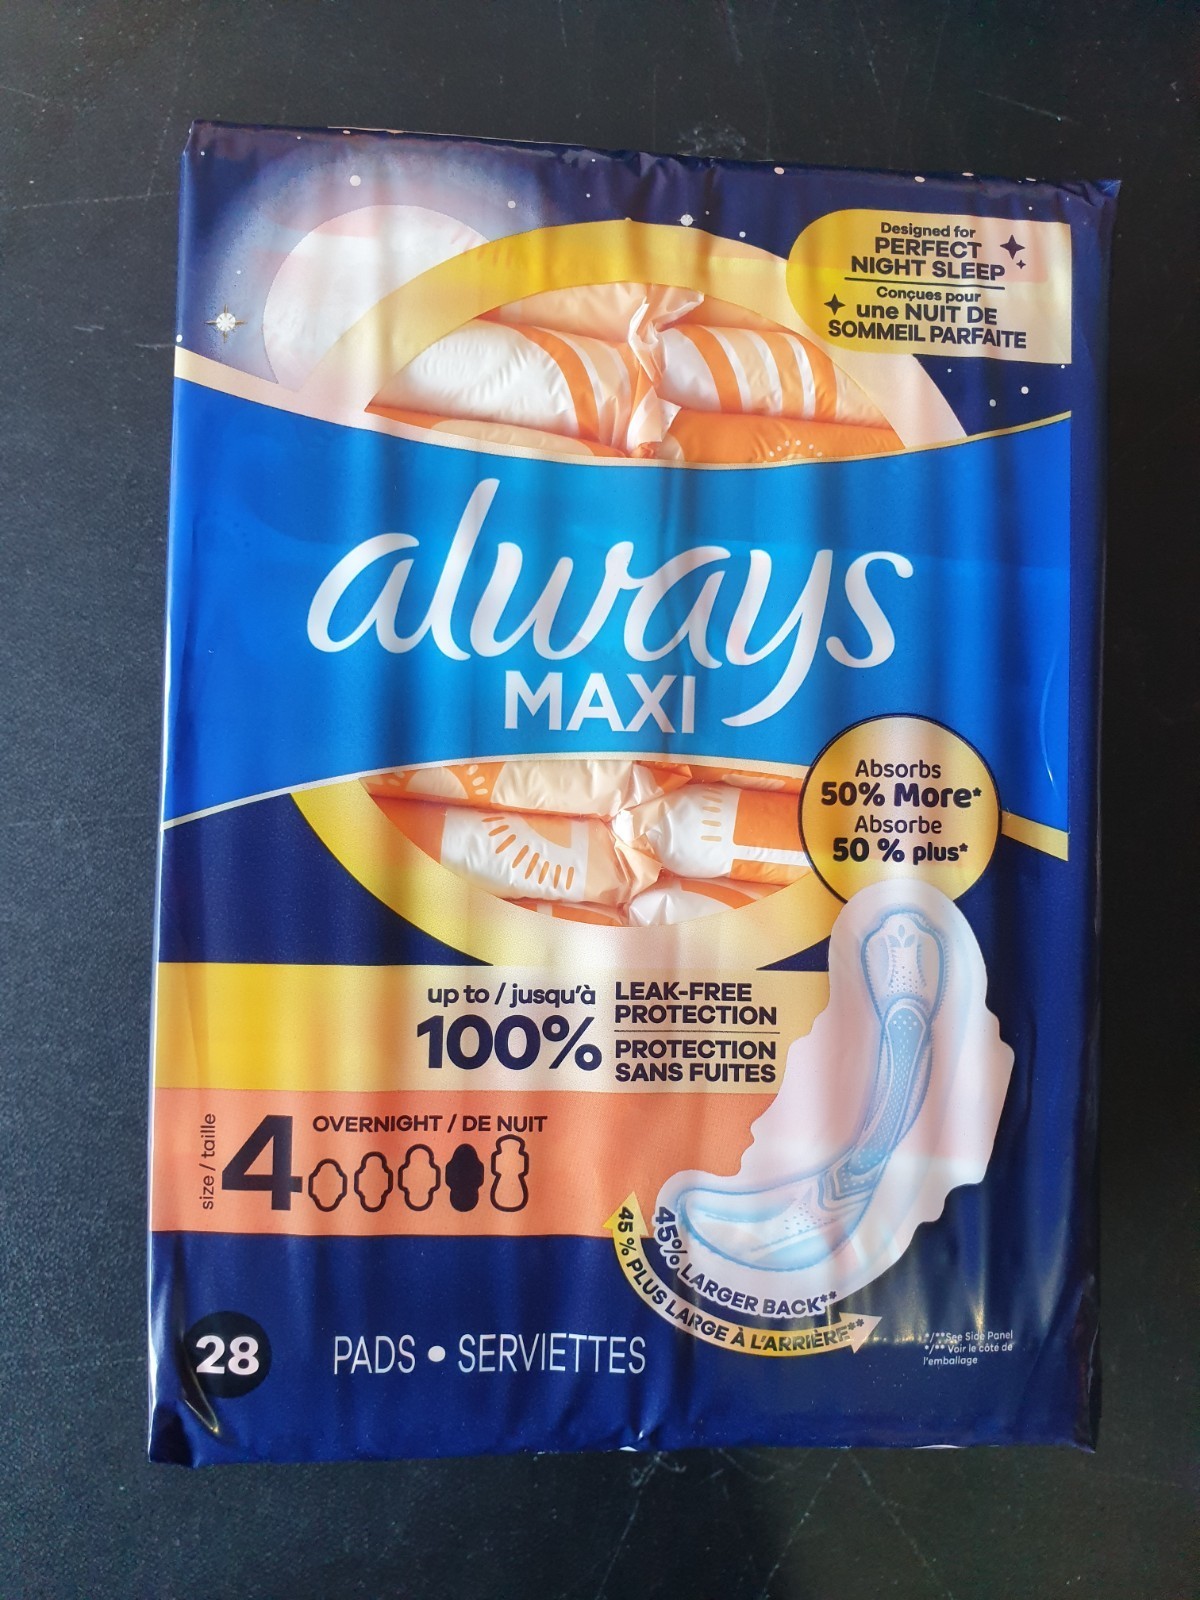 Designed for
PERFECT
NIGHT SLEEP
Conçues pour
une NUIT DE
SOMMEIL PARFAITE
always
MAXI
Absorbs
50% More*
Absorbe
50 % plus*
up to / jusqu'à
100%
LEAK-FREE
PROTECTION
PROTECTION
SANS FUITES
size / taille
4
OVERNIGHT / DE NUIT
45% LARGER BACK**
45 % PLUS LARGE À L'ARRIÈRE**
28
PADS • SERVIETTES
*/**See Side Panel
*/** Voir le côté de
l'emballage